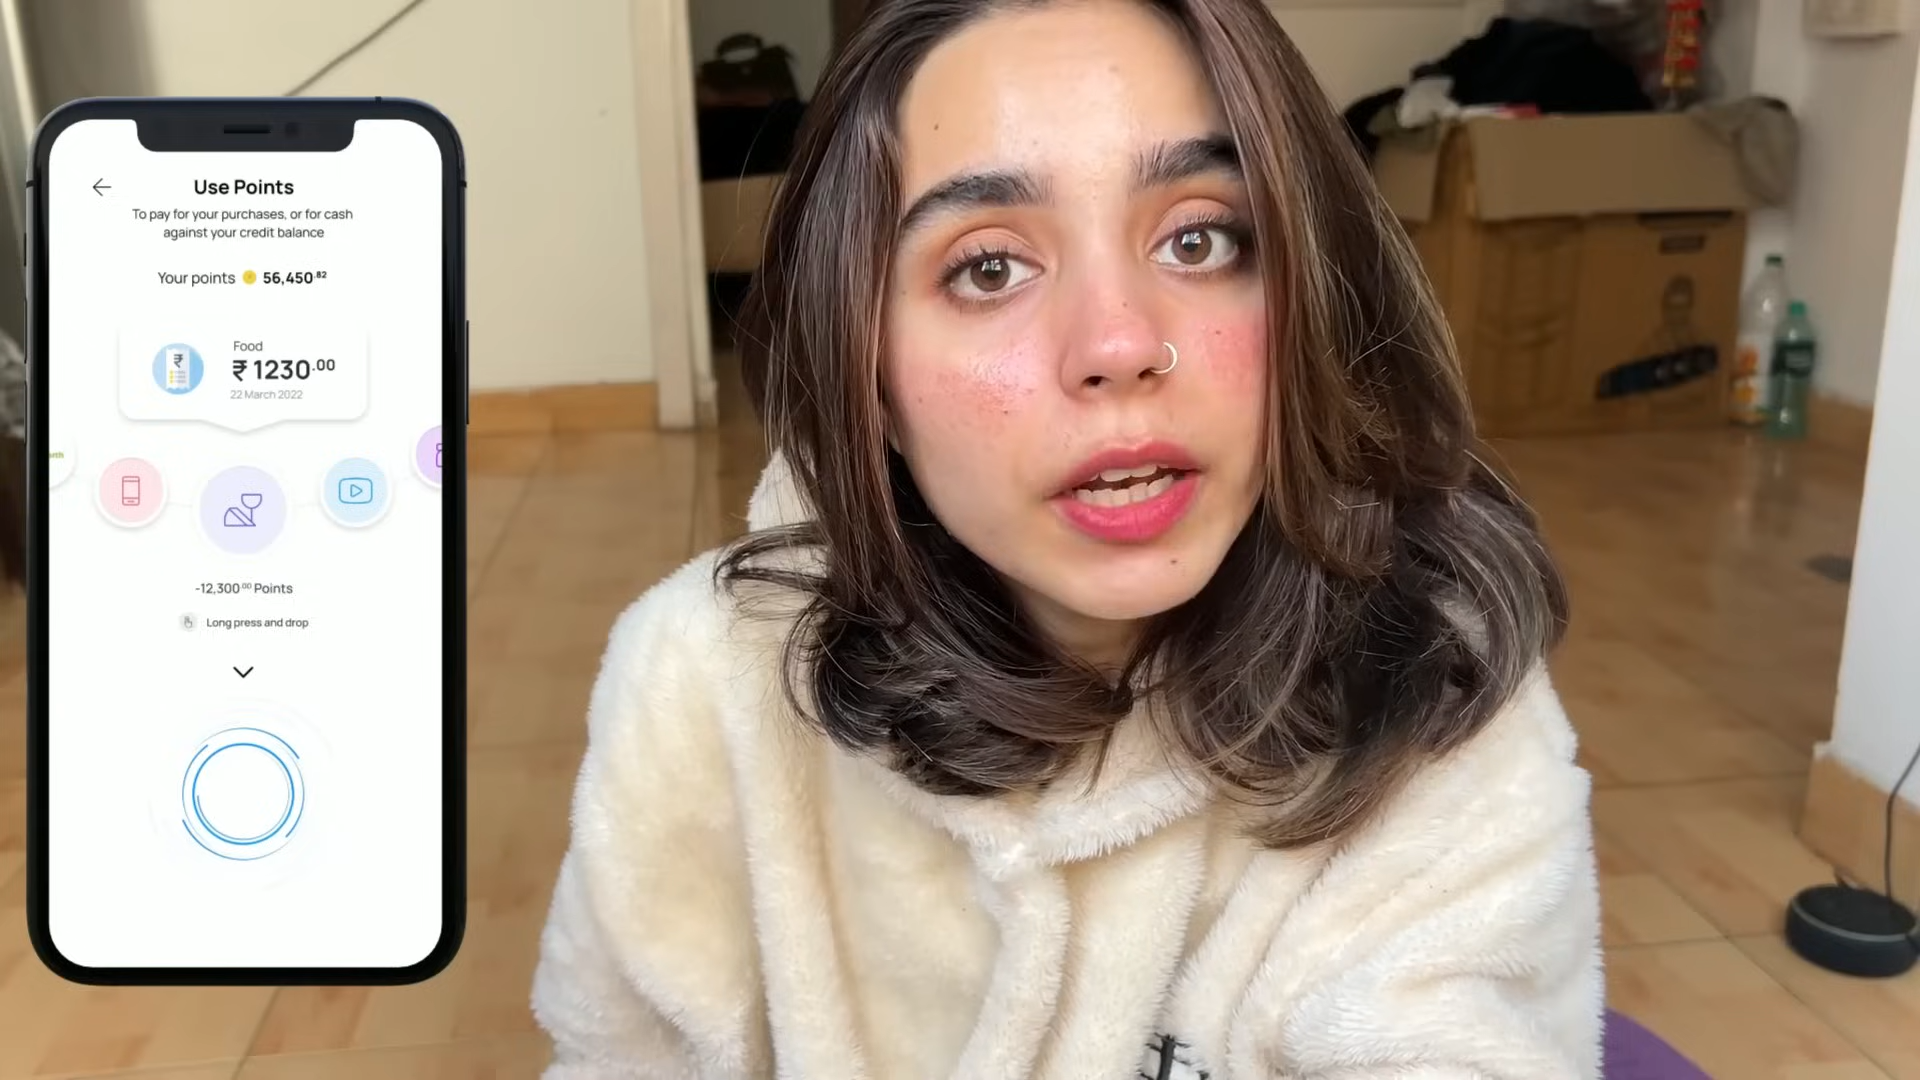 Use Points
To pay for your purchases, or for cash
against your credit balance
Your points 56,450.82
Food
₹ 1230.00
22 March 2022
-12,300.00 Points
Long press and drop